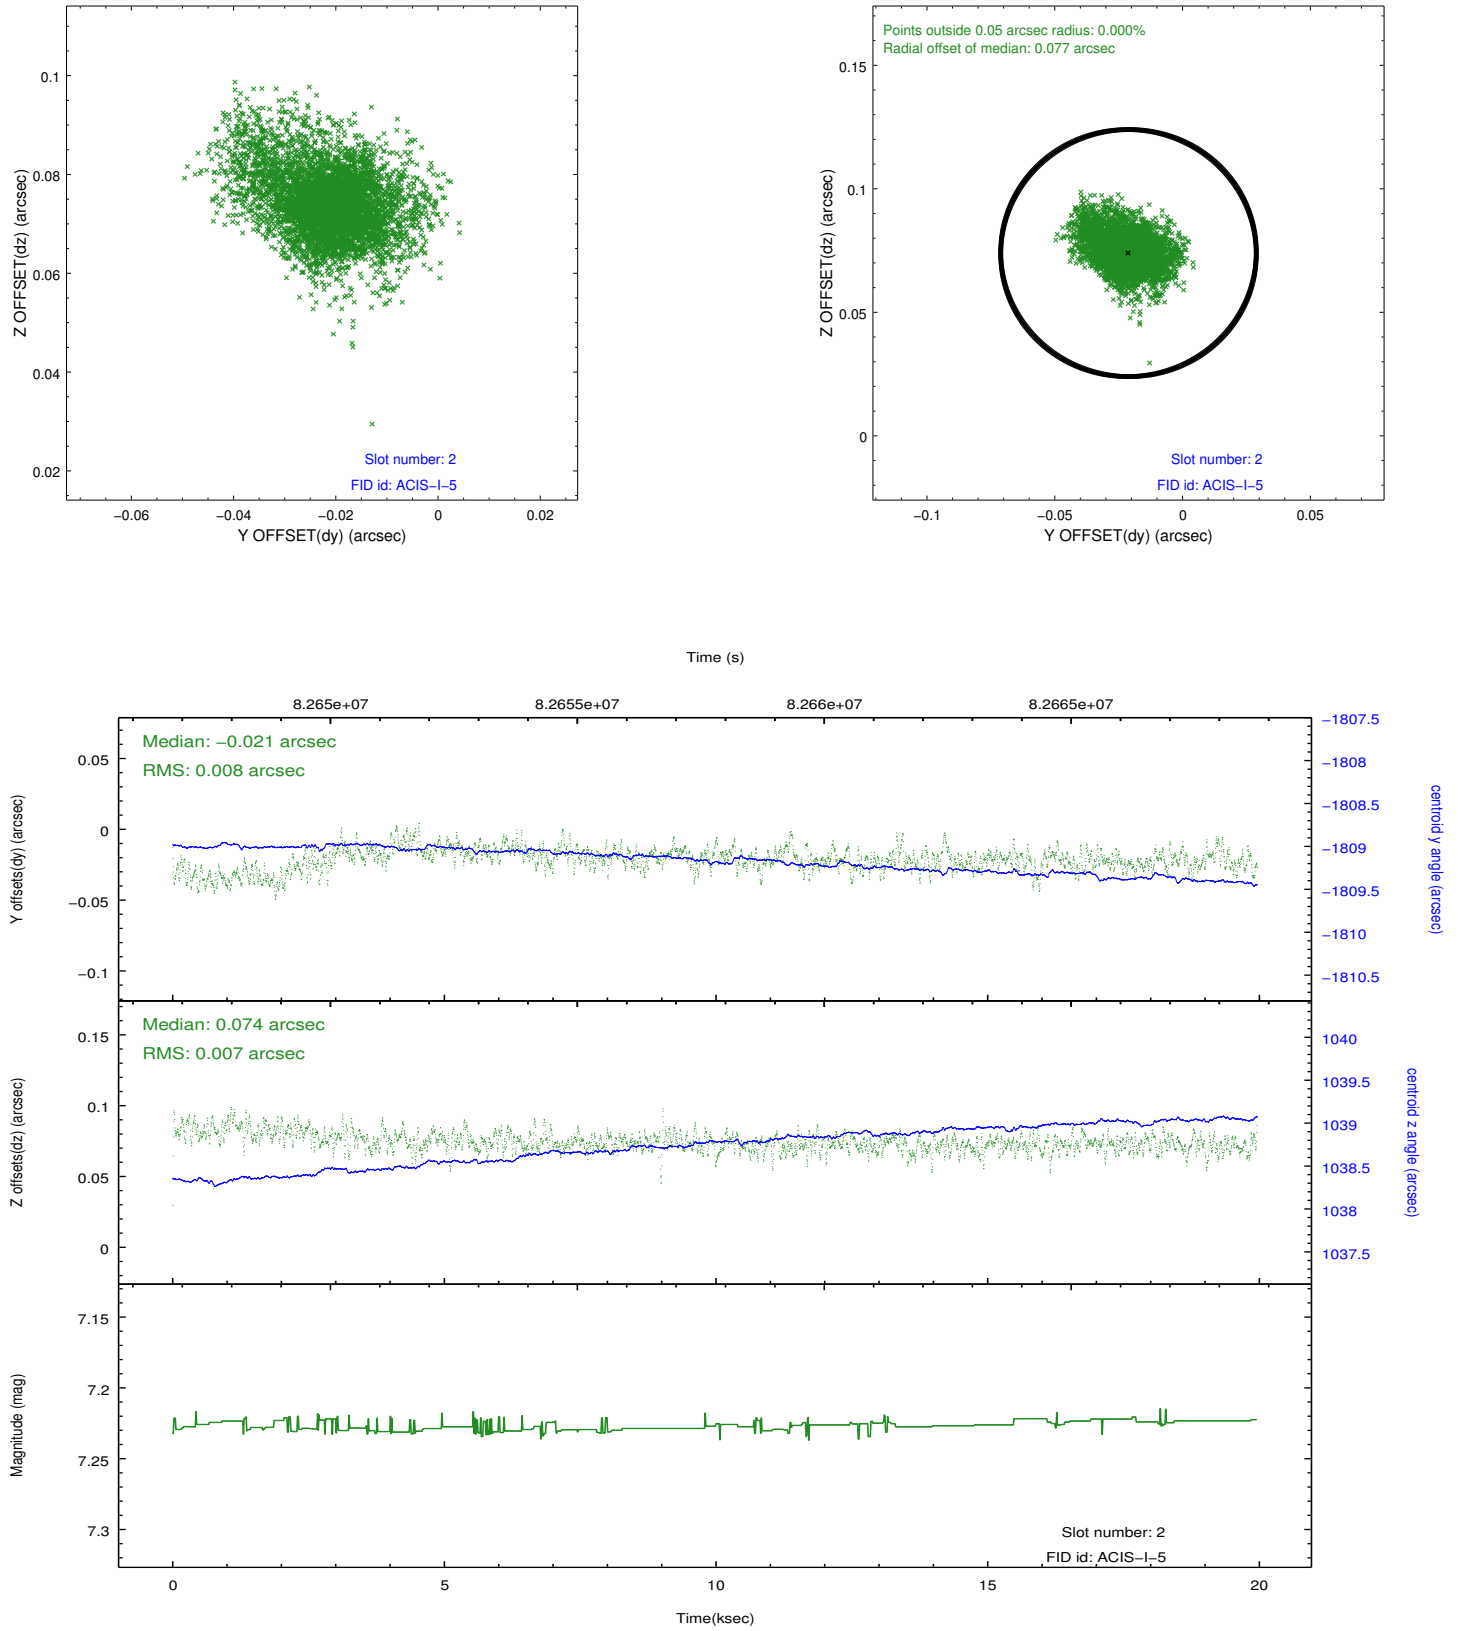 0.1
0.08
0.06
0.04
0.02
Z OFFSET(dz) (arcsec)
Slot number: 2
FID id: ACIS−I−5
−0.06 −0.04 −0.02 0 0.02
Y OFFSET(dy) (arcsec)
Points outside 0.05 arcsec radius: 0.000%
Radial offset of median: 0.077 arcsec
0.15
0.1
0.05
0
Z OFFSET(dz) (arcsec)
Slot number: 2
FID id: ACIS−I−5
−0.1 −0.05 0 0.05
Y OFFSET(dy) (arcsec)
Time (s)
8.265e+07 8.2655e+07 8.266e+07 8.2665e+07
Median: −0.021 arcsec
RMS: 0.008 arcsec
0.05
0
−0.05
−0.1
Y offsets(dy) (arcsec)
−1807.5
−1808
−1808.5
−1809
−1809.5
−1810
−1810.5
centroid y angle (arcsec)
Median: 0.074 arcsec
RMS: 0.007 arcsec
0.15
0.1
0.05
0
Z offsets(dz) (arcsec)
1040
1039.5
1039
1038.5
1038
1037.5
centroid z angle (arcsec)
7.15
7.2
7.25
7.3
Magnitude (mag)
Slot number: 2
FID id: ACIS−I−5
0 5 10 15 20
Time(ksec)